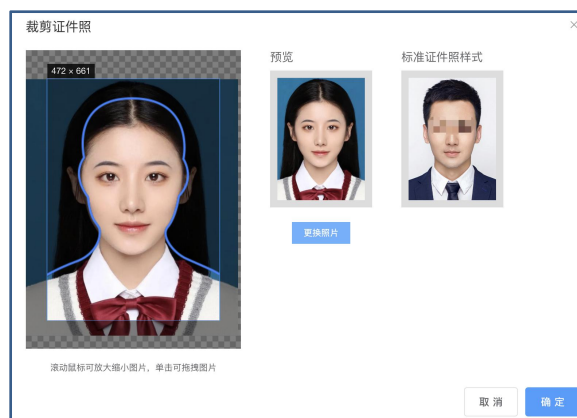 裁剪证件照
×
472 × 661
预览
标准证件照样式
更换照片
滚动鼠标可放大缩小图片，单击可拖拽图片
取 消
确 定